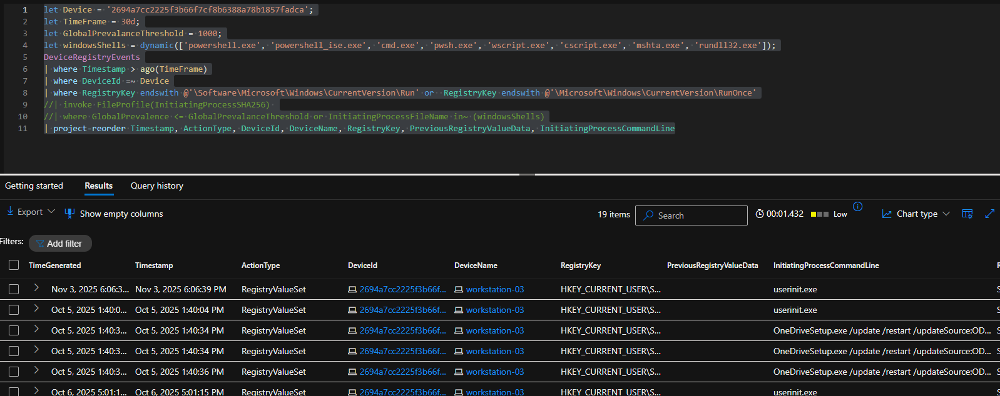 1 let Device = '2694a7cc2225f3b66f7cf8b6388a78b1857fadca';
2 let TimeFrame = 30d;
3 let GlobalPrevalanceThreshold = 1000;
4 let windowsShells = dynamic(['powershell.exe', 'powershell_ise.exe', 'cmd.exe', 'pwsh.exe', 'wscript.exe', 'cscript.exe', 'mshta.exe', 'rundll32.exe']);
5 DeviceRegistryEvents
6 | where Timestamp > ago(TimeFrame)
7 | where DeviceId =~ Device
8 | where RegistryKey endswith @'\Software\Microsoft\Windows\CurrentVersion\Run' or  RegistryKey endswith @'\Microsoft\Windows\CurrentVersion\RunOnce'
9 //| invoke FileProfile(InitiatingProcessSHA256)
10 //| where GlobalPrevalence <= GlobalPrevalanceThreshold or InitiatingProcessFileName in~ (windowsShells)
11 | project-reorder Timestamp, ActionType, DeviceId, DeviceName, RegistryKey, PreviousRegistryValueData, InitiatingProcessCommandLine
Getting started Results Query history
Export Show empty columns 19 items Search 00:01.432 Low Chart type
Filters: Add filter
TimeGenerated Timestamp ActionType DeviceId DeviceName RegistryKey PreviousRegistryValueData InitiatingProcessCommandLine
Nov 3, 2025 6:06:3... Nov 3, 2025 6:06:39 PM RegistryValueSet 2694a7cc2225f3b66f... workstation-03 HKEY_CURRENT_USER\S... userinit.exe
Oct 5, 2025 1:40:0... Oct 5, 2025 1:40:04 PM RegistryValueSet 2694a7cc2225f3b66f... workstation-03 HKEY_CURRENT_USER\S... userinit.exe
Oct 5, 2025 1:40:3... Oct 5, 2025 1:40:34 PM RegistryValueSet 2694a7cc2225f3b66f... workstation-03 HKEY_CURRENT_USER\S... OneDriveSetup.exe /update /restart /updateSource:OD...
Oct 5, 2025 1:40:3... Oct 5, 2025 1:40:34 PM RegistryValueSet 2694a7cc2225f3b66f... workstation-03 HKEY_CURRENT_USER\S... OneDriveSetup.exe /update /restart /updateSource:OD...
Oct 5, 2025 1:40:3... Oct 5, 2025 1:40:36 PM RegistryValueSet 2694a7cc2225f3b66f... workstation-03 HKEY_CURRENT_USER\S... OneDriveSetup.exe /update /restart /updateSource:OD...
Oct 6, 2025 5:01:1... Oct 6, 2025 5:01:15 PM RegistryValueSet 2694a7cc2225f3b66f... workstation-03 HKEY_CURRENT_USER\S... userinit.exe